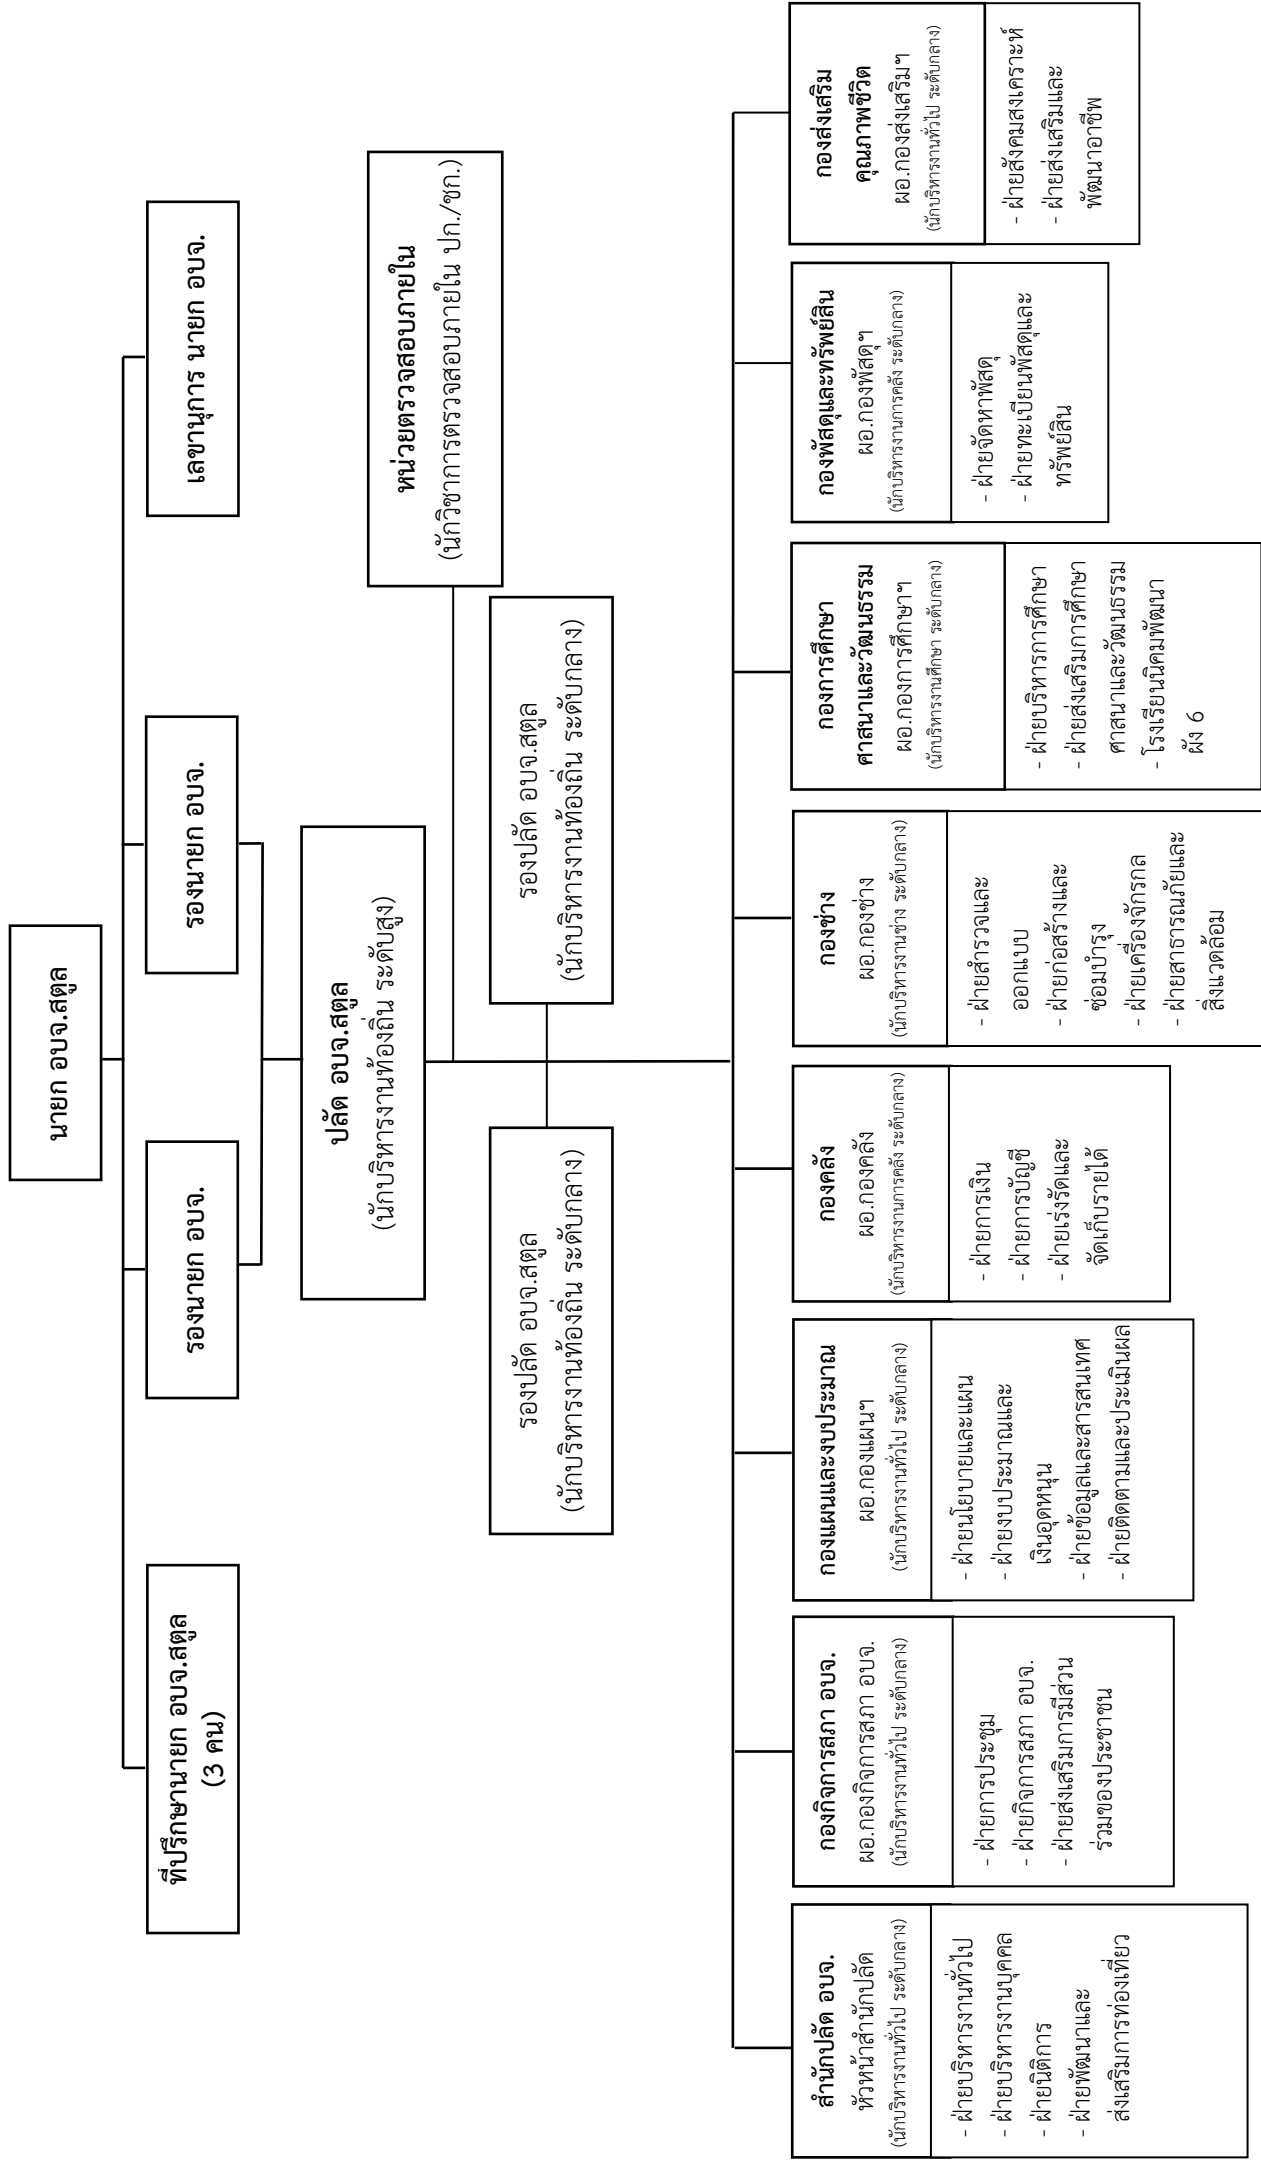 นายก อบจ.สตูล
ที่ปรึกษานายก อบจ.สตูล
(3 คน)
รองนายก อบจ.
รองนายก อบจ.
เลขานุการ นายก อบจ.
ปลัด อบจ.สตูล
(นักบริหารงานท้องถิ่น ระดับสูง)
หน่วยตรวจสอบภายใน
(นักวิชาการตรวจสอบภายใน ปก./ชก.)
รองปลัด อบจ.สตูล
(นักบริหารงานท้องถิ่น ระดับกลาง)
รองปลัด อบจ.สตูล
(นักบริหารงานท้องถิ่น ระดับกลาง)
สำนักปลัด อบจ.
หัวหน้าสำนักปลัด
(นักบริหารงานทั่วไป ระดับกลาง)
- ฝ่ายบริหารงานทั่วไป
- ฝ่ายบริหารงานบุคคล
- ฝ่ายนิติการ
- ฝ่ายพัฒนาและ
ส่งเสริมการท่องเที่ยว
กองกิจการสภา อบจ.
ผอ.กองกิจการสภา อบจ.
(นักบริหารงานทั่วไป ระดับกลาง)
- ฝ่ายการประชุม
- ฝ่ายกิจการสภา อบจ.
- ฝ่ายส่งเสริมการมีส่วน
ร่วมของประชาชน
กองแผนและงบประมาณ
ผอ.กองแผนฯ
(นักบริหารงานทั่วไป ระดับกลาง)
- ฝ่ายนโยบายและแผน
- ฝ่ายงบประมาณและ
เงินอุดหนุน
- ฝ่ายข้อมูลและสารสนเทศ
- ฝ่ายติดตามและประเมินผล
กองคลัง
ผอ.กองคลัง
(นักบริหารงานการคลัง ระดับกลาง)
- ฝ่ายการเงิน
- ฝ่ายการบัญชี
- ฝ่ายเร่งรัดและ
จัดเก็บรายได้
กองช่าง
ผอ.กองช่าง
(นักบริหารงานช่าง ระดับกลาง)
- ฝ่ายสำรวจและ
ออกแบบ
- ฝ่ายก่อสร้างและ
ซ่อมบำรุง
- ฝ่ายเครื่องจักรกล
- ฝ่ายสาธารณภัยและ
สิ่งแวดล้อม
กองการศึกษา
ศาสนาและวัฒนธรรม
ผอ.กองการศึกษาฯ
(นักบริหารงานศึกษา ระดับกลาง)
- ฝ่ายบริหารการศึกษา
- ฝ่ายส่งเสริมการศึกษา
ศาสนาและวัฒนธรรม
- โรงเรียนนิคมพัฒนา
ผัง 6
กองพัสดุและทรัพย์สิน
ผอ.กองพัสดุฯ
(นักบริหารงานการคลัง ระดับกลาง)
- ฝ่ายจัดหาพัสดุ
- ฝ่ายทะเบียนพัสดุและ
ทรัพย์สิน
กองส่งเสริม
คุณภาพชีวิต
ผอ.กองส่งเสริมฯ
(นักบริหารงานทั่วไป ระดับกลาง)
- ฝ่ายสังคมสงเคราะห์
- ฝ่ายส่งเสริมและ
พัฒนาอาชีพ